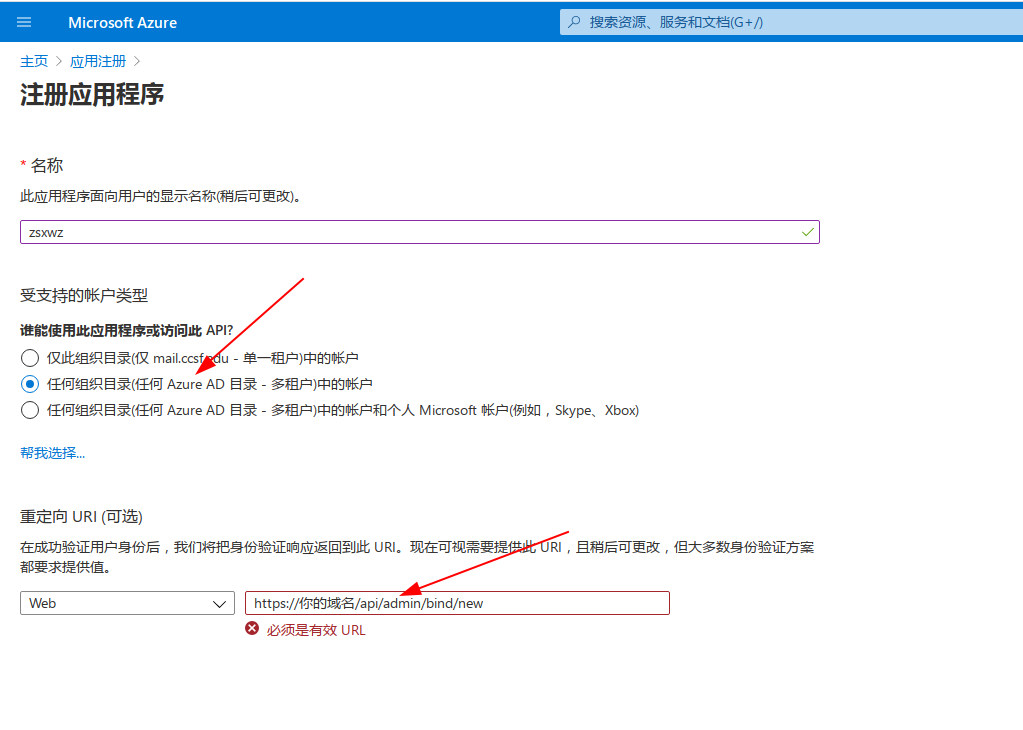 Microsoft Azure
搜索资源、服务和文档(G+/)
主页 > 应用注册 >
注册应用程序
* 名称
此应用程序面向用户的显示名称(稍后可更改)。
zsxwz
受支持的帐户类型
谁能使用此应用程序或访问此 API?
仅此组织目录(仅 mail.ccsf.edu - 单一租户)中的帐户
任何组织目录(任何 Azure AD 目录 - 多租户)中的帐户
任何组织目录(任何 Azure AD 目录 - 多租户)中的帐户和个人 Microsoft 帐户(例如，Skype、Xbox)
帮我选择...
重定向 URI (可选)
在成功验证用户身份后，我们将把身份验证响应返回到此 URI。现在可视需要提供此 URI，且稍后可更改，但大多数身份验证方案
都要求提供值。
Web
https://你的域名/api/admin/bind/new
必须是有效 URL